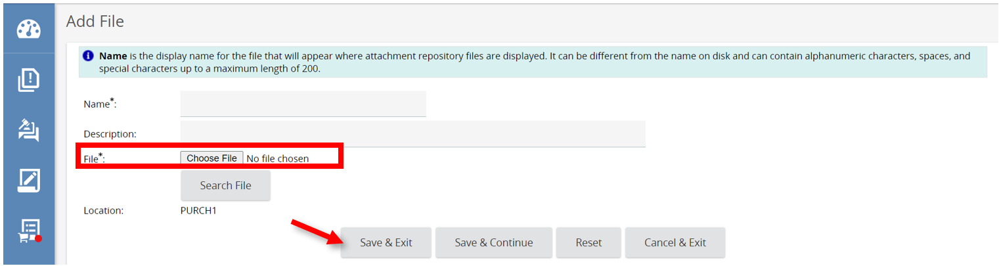 Add File
Name is the display name for the file that will appear where attachment repository files are displayed. It can be different from the name on disk and can contain alphanumeric characters, spaces, and
special characters up to a maximum length of 200.
Name*:
Description:
File*: Choose File No file chosen
Search File
Location: PURCH1
Save & Exit Save & Continue Reset Cancel & Exit